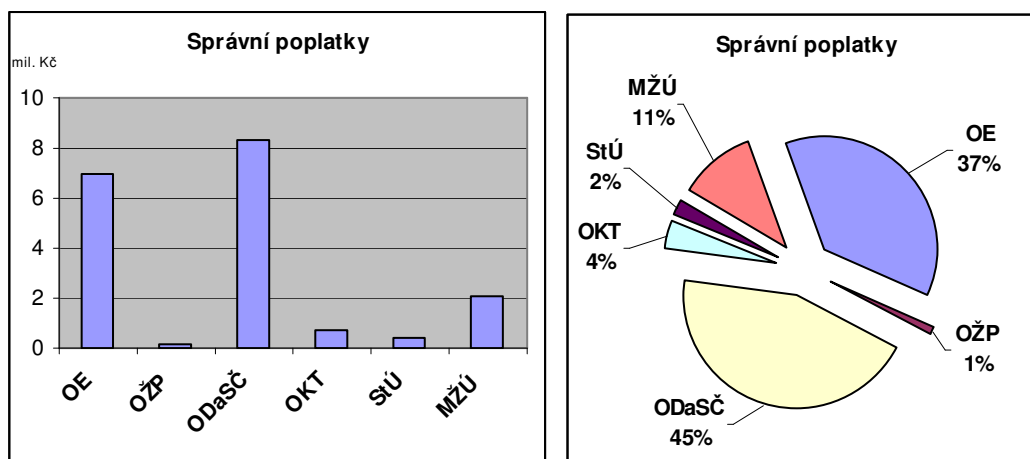 Správní poplatky
mil. Kč
10
8
6
4
2
0
OE
OŽP
ODaSČ
OKT
StÚ
MŽÚ
Správní poplatky
MŽÚ
11%
OE
37%
StÚ
2%
OKT
4%
OŽP
1%
ODaSČ
45%